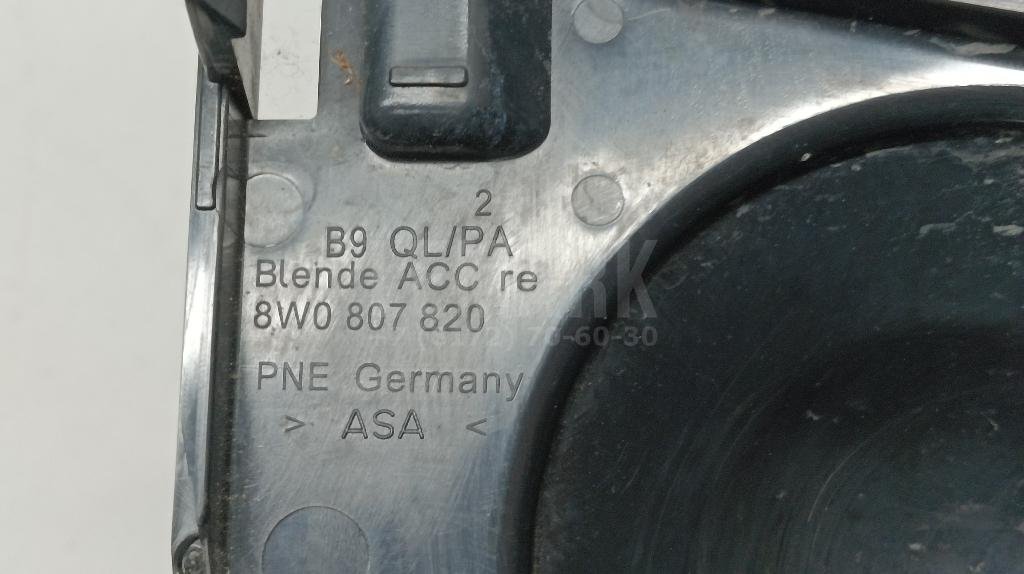 2
B9 QL/PA
Blende ACC re
8W0 807 820
PNE Germany
> ASA <